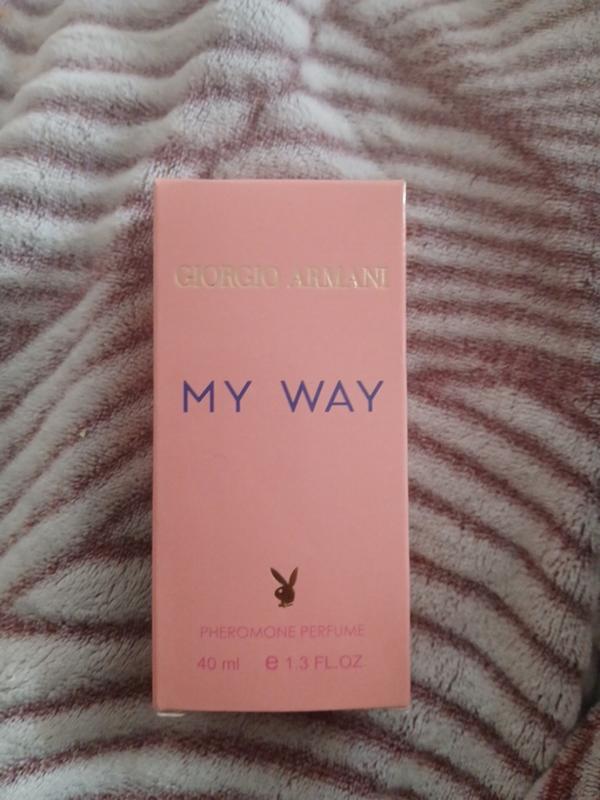 GIORGIO ARMANI
MY WAY
PHEROMONE PERFUME
40 ml e 1.3 FL.OZ